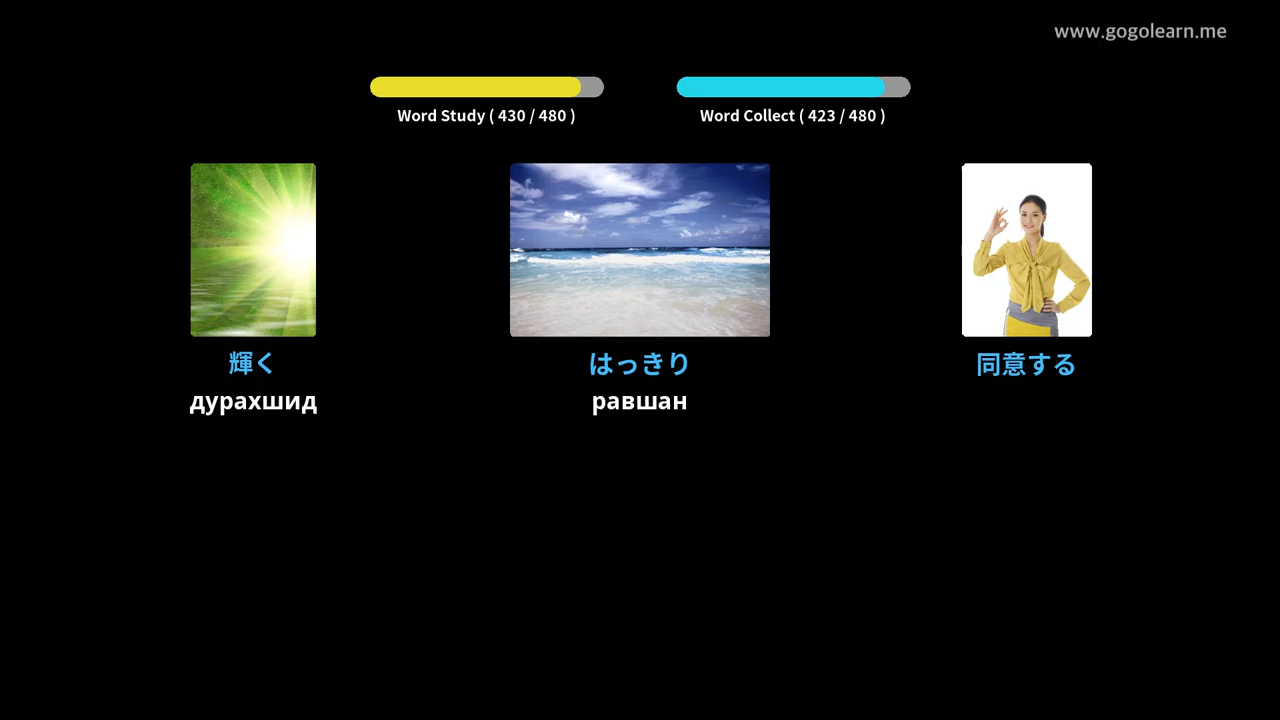 www.gogolearn.me
Word Study ( 430 / 480 )
Word Collect ( 423 / 480 )
輝く
はっきり
同意する
дурахшид
равшан